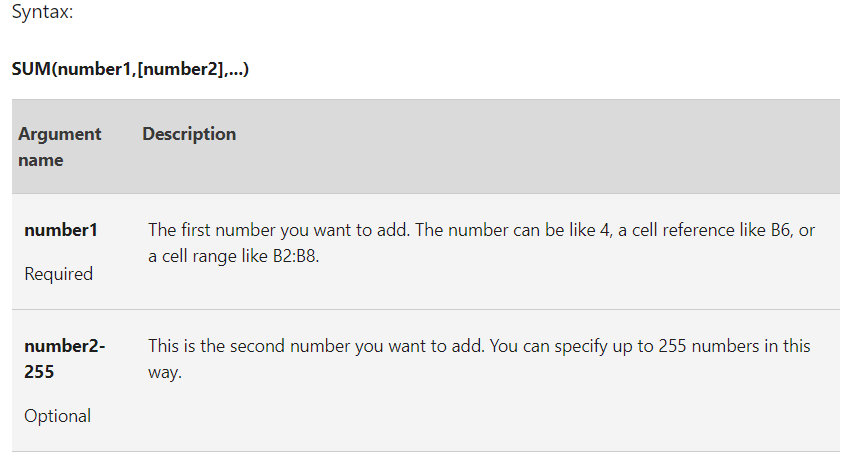 Syntax:
SUM(number1,[number2],...)
Argument name
Description
number1
Required
The first number you want to add. The number can be like 4, a cell reference like B6, or
a cell range like B2:B8.
number2-
255
Optional
This is the second number you want to add. You can specify up to 255 numbers in this
way.